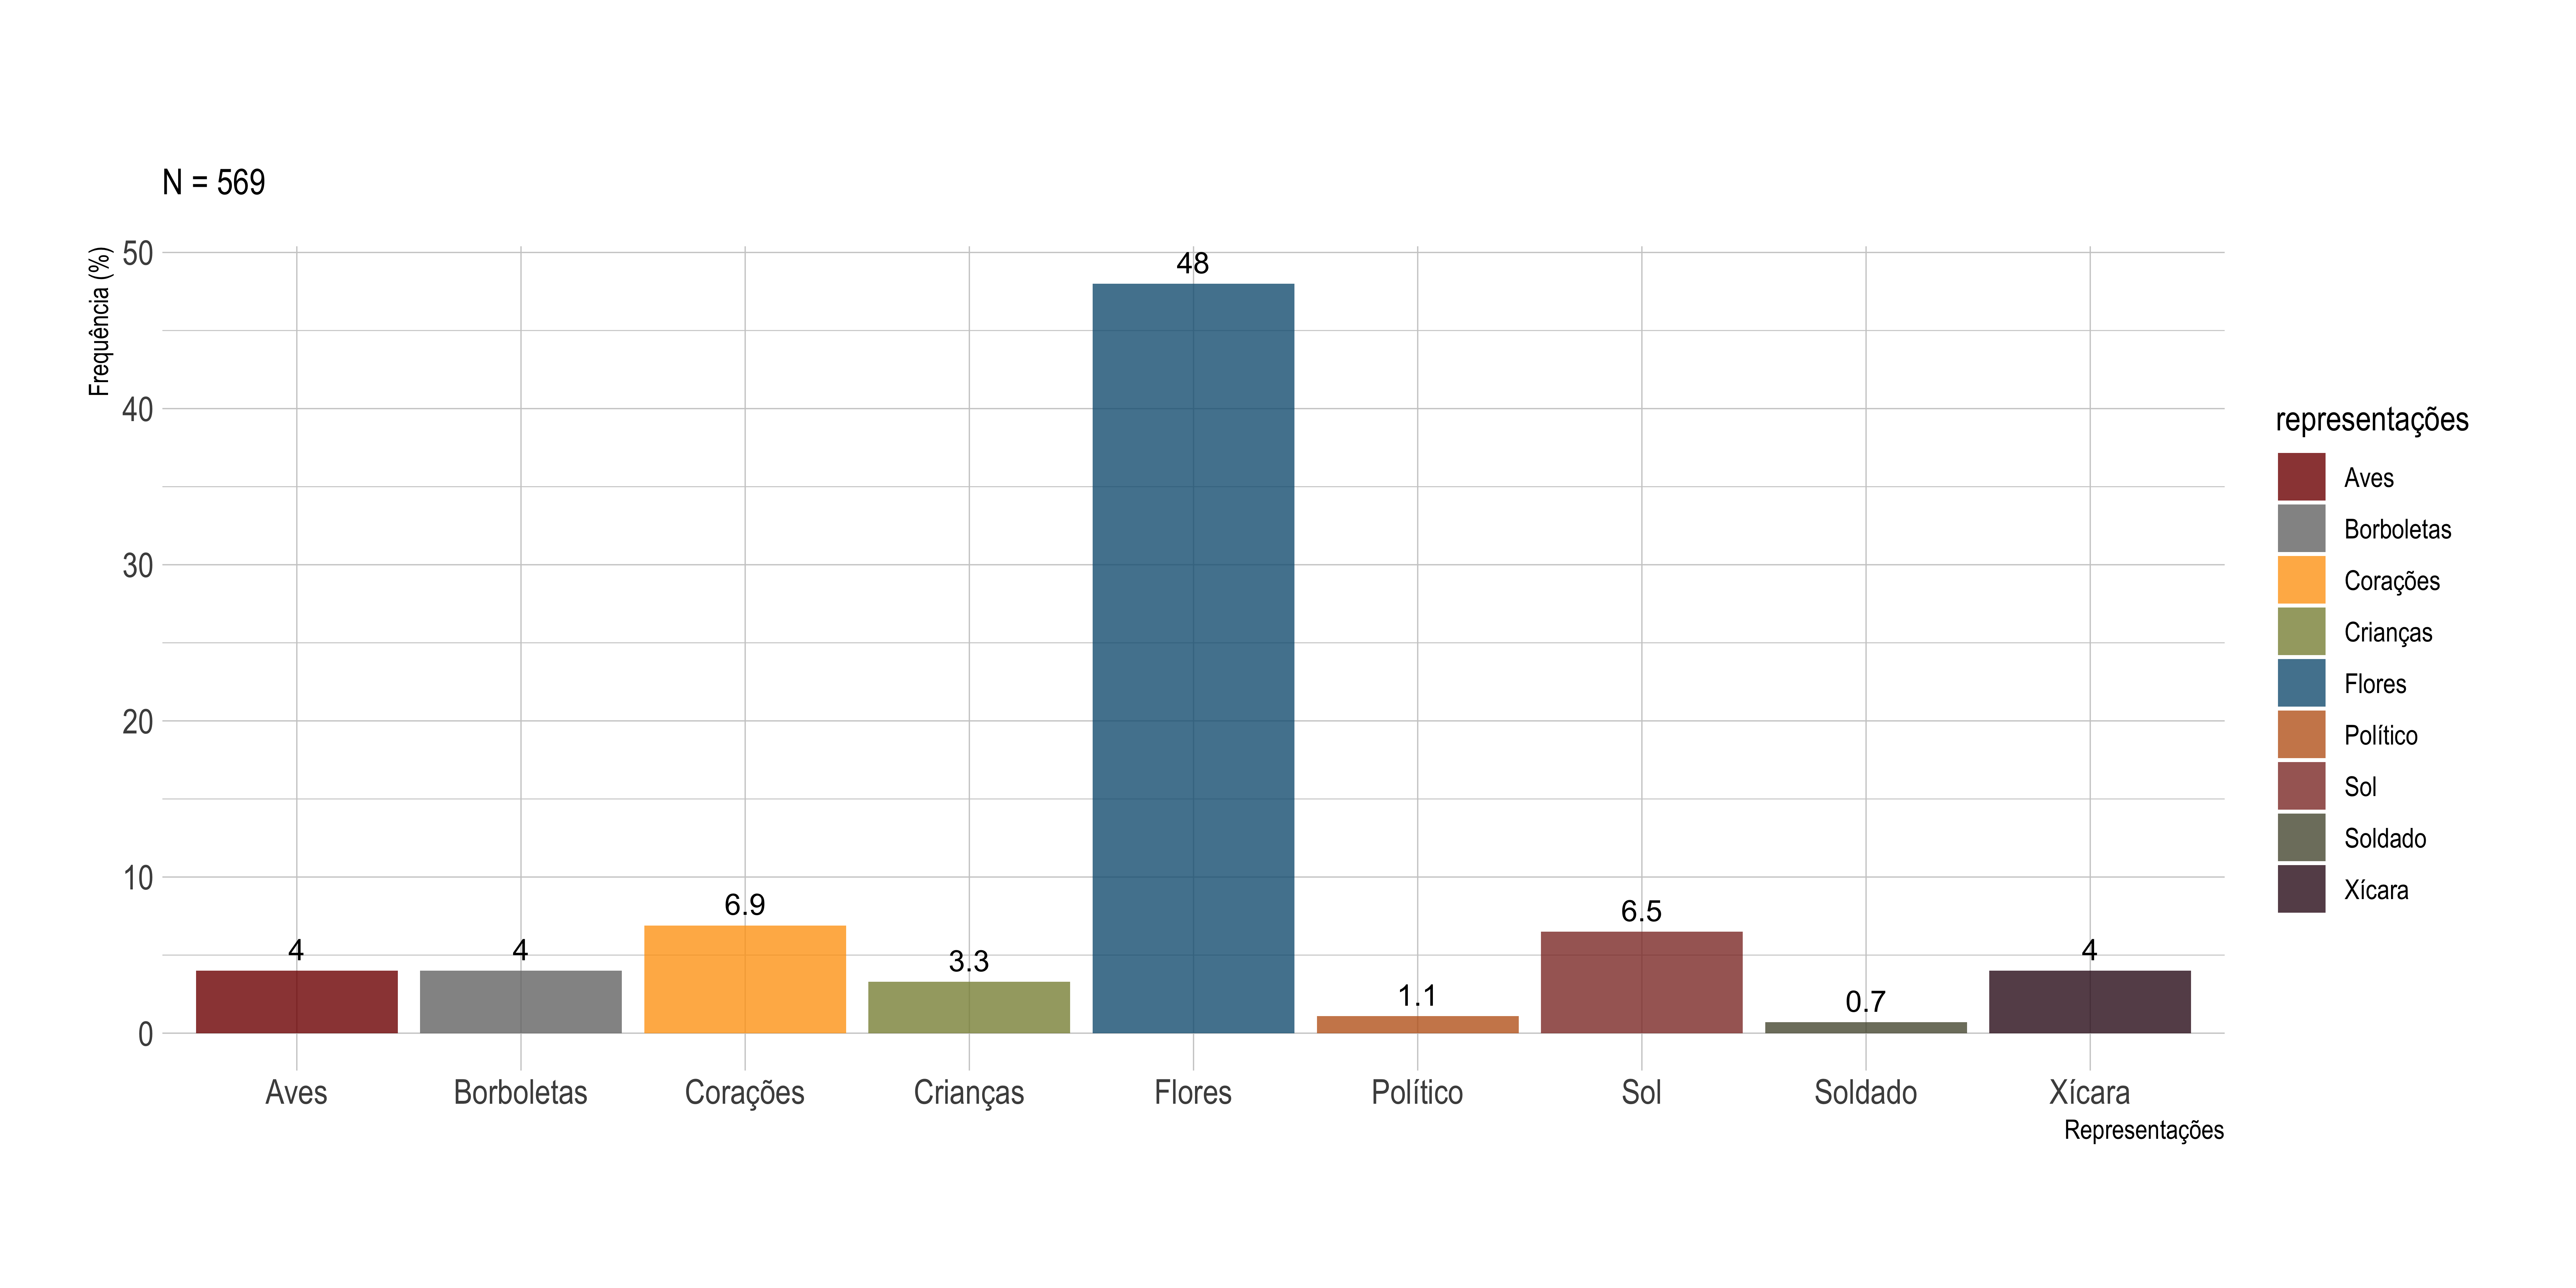 N = 569
Frequência (%)
50
40
30
20
10
0
4
4
6.9
3.3
48
1.1
6.5
0.7
4
Aves
Borboletas
Corações
Crianças
Flores
Político
Sol
Soldado
Xícara
Representações
representações
Aves
Borboletas
Corações
Crianças
Flores
Político
Sol
Soldado
Xícara